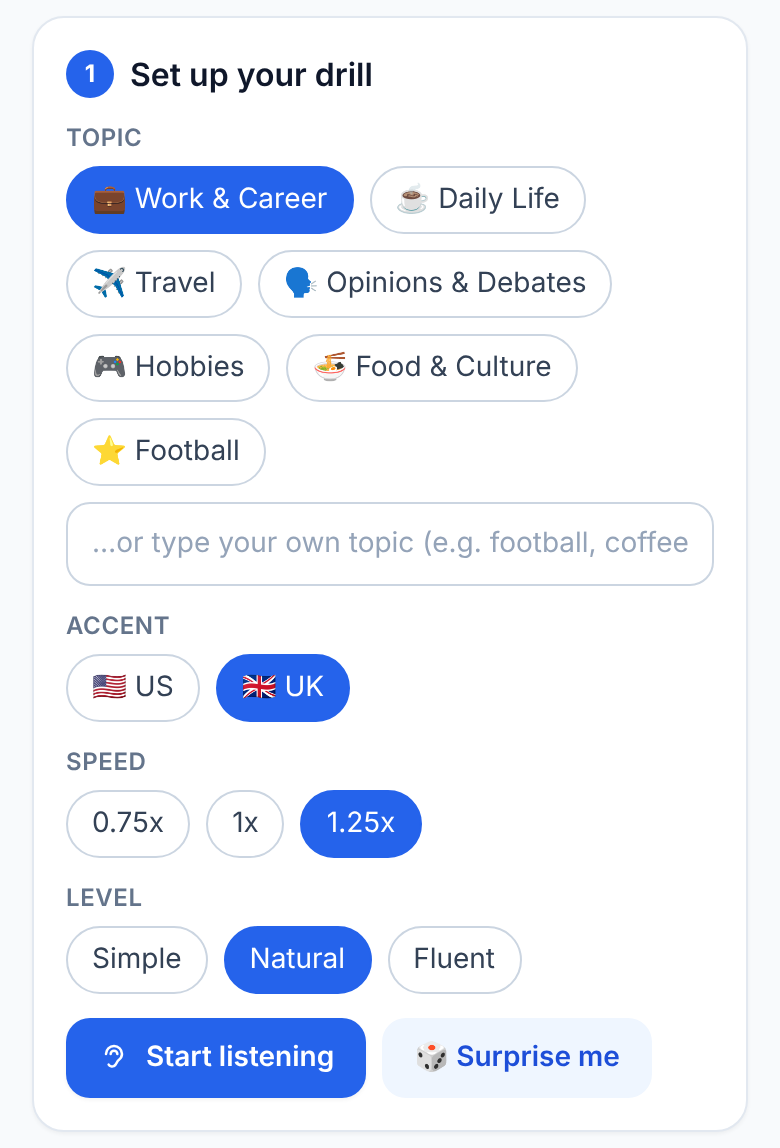 1 Set up your drill
TOPIC
💼 Work & Career ☕ Daily Life
✈️ Travel 🗣️ Opinions & Debates
🎮 Hobbies 🍜 Food & Culture
⭐ Football
...or type your own topic (e.g. football, coffee
ACCENT
🇺🇸 US 🇬🇧 UK
SPEED
0.75x 1x 1.25x
LEVEL
Simple Natural Fluent
Start listening 🎲 Surprise me